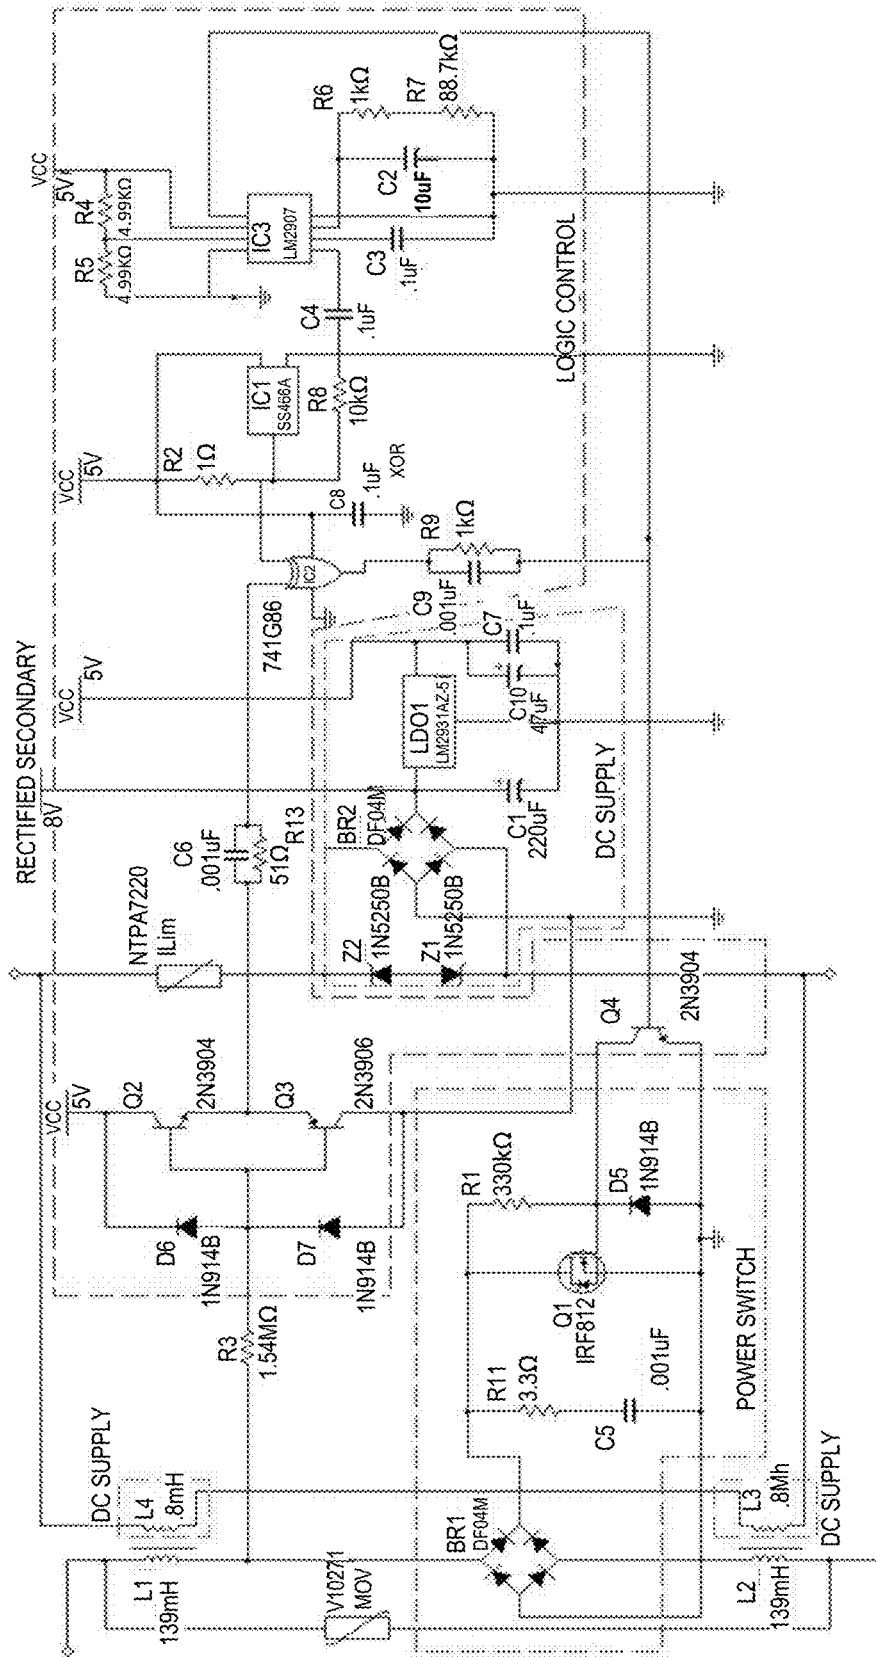 RECTIFIED SECONDARY
8V
VCC
5V
VCC
5V
VCC
5V
VCC
5V
DC SUPPLY
L4
.8mH
L1
139mH
V10271
MOV
R3
1.54MΩ
D6
1N914B
D7
1N914B
Q2
2N3904
Q3
2N3906
NTPA7220
ILim
C6
.001uF
51Ω
R13
741G86
IC2
R2
1Ω
IC1
SS466A
R8
10kΩ
C8
.1uF
XOR
R5
4.99KΩ
R4
4.99KΩ
IC3
LM2907
C4
.1uF
C3
.1uF
C2
10uF
R6
1kΩ
R7
88.7kΩ
LOGIC CONTROL
R9
1kΩ
C9
.001uF
C7
.1uF
C10
47uF
LDO1
LM2931AZ-5
C1
220uF
BR2
DF04M
Z2
1N5250B
Z1
1N5250B
DC SUPPLY
Q4
2N3904
R1
330kΩ
D5
1N914B
Q1
IRF812
R11
3.3Ω
C5
.001uF
POWER SWITCH
BR1
DF04M
L3
.8Mh
L2
139mH
DC SUPPLY